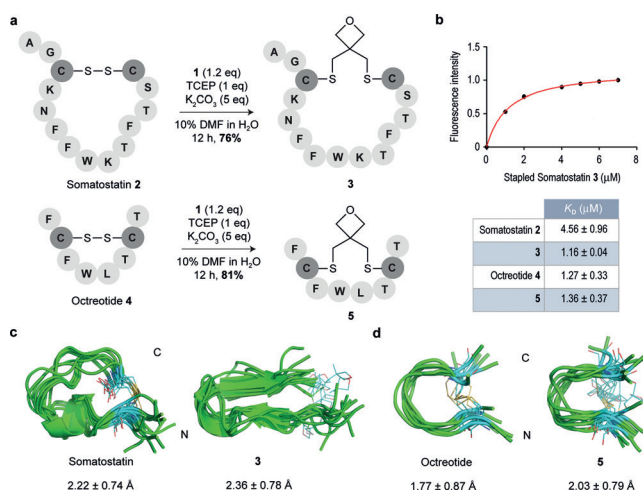 a
A G C S S C S T F T K W F F N K
Somatostatin 2
1 (1.2 eq)
TCEP (1 eq)
K2CO3 (5 eq)
10% DMF in H2O
12 h, 76%
O
S S
A G C C S T F T K W F F N K
3
F C S S C T
F W L T
Octreotide 4
1 (1.2 eq)
TCEP (1 eq)
K2CO3 (5 eq)
10% DMF in H2O
12 h, 81%
O
S S
F C C T
F W L T
5
b
Fluorescence intensity
1.5
1.0
0.5
0.0
0 2 4 6 8
Stapled Somatostatin 3 (μM)
KD (μM)
Somatostatin 2 4.56 ± 0.96
3 1.16 ± 0.04
Octreotide 4 1.27 ± 0.33
5 1.36 ± 0.37
c
C
N
Somatostatin
2.22 ± 0.74 Å
3
2.36 ± 0.78 Å
d
C
N
Octreotide
1.77 ± 0.87 Å
5
2.03 ± 0.79 Å